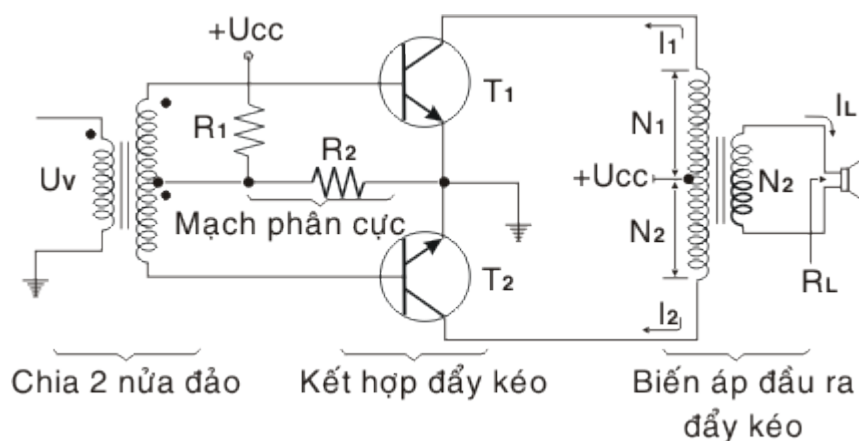 +Ucc
I1
T1
R1
N1
IL
R2
Uv
+Ucc
N2
Mạch phân cực
N2
T2
RL
I2
Chia 2 nửa đảo
Kết hợp đẩy kéo
Biến áp đầu ra
đẩy kéo